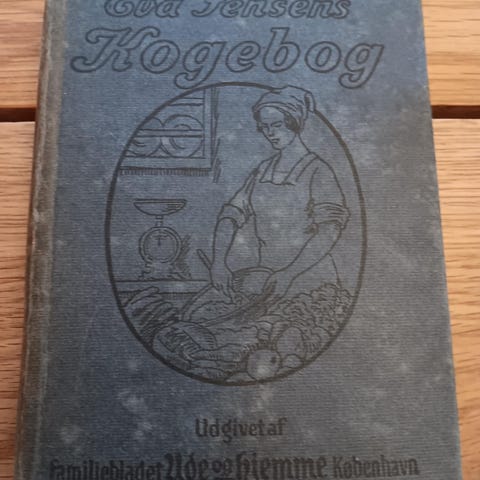 Eva Jensens
Kogebog
Udgivet af
familiebladet Ude og hjemme København